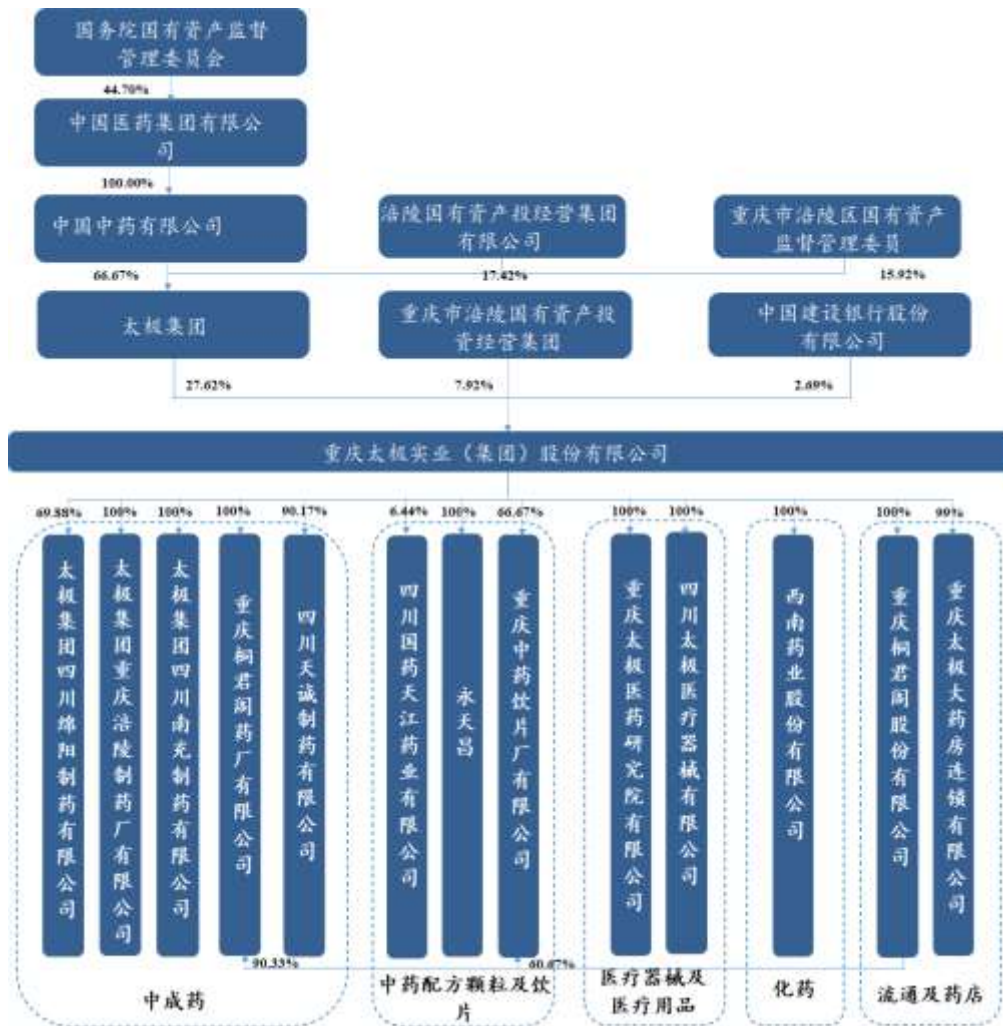 国务院国有资产监督
管理委员会
44.70%
中国医药集团有限公
司
100.00%
中国中药有限公司
涪陵国有资产投经营集团
有限公司
重庆市涪陵区国有资产
监督管理委员
66.67%
17.42%
15.92%
太极集团
重庆市涪陵国有资产投
资经营集团
中国建设银行股份
有限公司
27.62%
7.92%
2.69%
重庆太极实业（集团）股份有限公司
69.88%
100%
100%
100%
90.17%
6.44%
100%
66.67%
100%
100%
100%
100%
99%
太极集团四川绵阳制药有限公司
太极集团重庆涪陵制药厂有限公司
太极集团四川南充制药有限公司
重庆桐君阁药厂有限公司
四川天诚制药有限公司
四川国药天江药业有限公司
永天昌
重庆中药饮片厂有限公司
重庆太极医药研究院有限公司
四川太极医疗器械有限公司
西南药业股份有限公司
重庆桐君阁股份有限公司
重庆太极大药房连锁有限公司
90.33%
60.67%
中成药
中药配方颗粒及饮
片
医疗器械及
医疗用品
化药
流通及药店